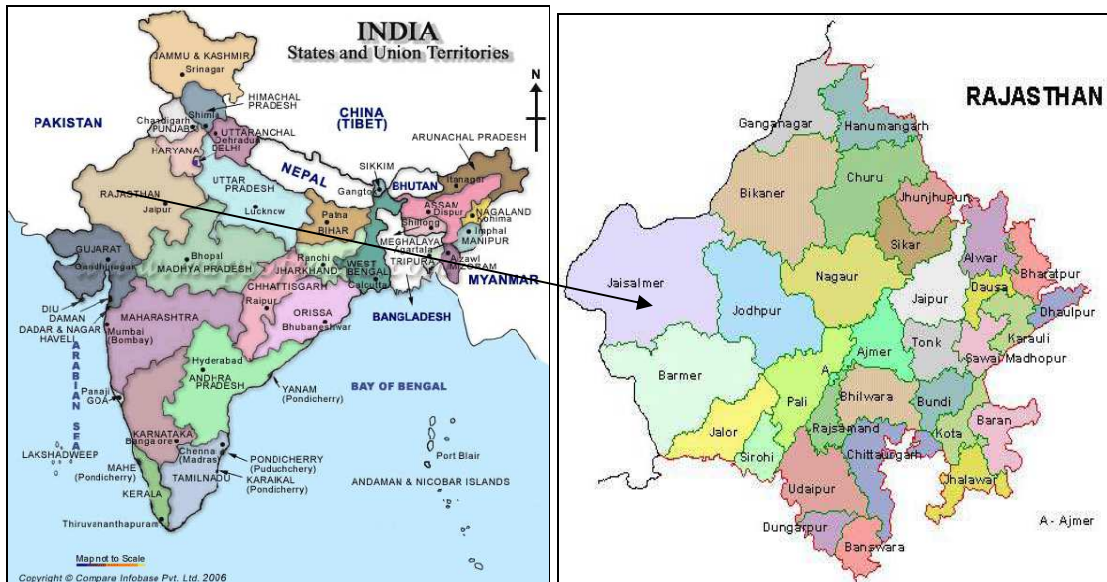 INDIA
States and Union Territories
N
JAMMU & KASHMIR
Srinagar
HIMACHAL
PRADESH
Shimla
Chandigarh
PUNJAB
PAKISTAN
CHINA
(TIBET)
UTTARANCHAL
Dehradun
HARYANA
DELHI
ARUNACHAL PRADESH
Itanagar
NEPAL
SIKKIM
Gangtok
BHUTAN
RAJASTHAN
Jaipur
UTTAR
PRADESH
Lucknow
Patna
BIHAR
ASSAM
Dispur
Shillong
NAGALAND
Kohima
Imphal
MANIPUR
MEGHALAYA
Agartala
TRIPURA
Azawl
MIZORAM
GUJARAT
Gandhinagar
Bhopal
MADHYA PRADESH
Ranchi
JHARKHAND
WEST
BENGAL
Calcutta
MYANMAR
BANGLADESH
CHHATTISGARH
Raipur
ORISSA
Bhubaneshwar
DIU
DAMAN
DADAR & NAGAR
HAVELI
MAHARASHTRA
Mumbai
(Bombay)
Hyderabad
ANDHRA
PRADESH
YANAM
(Pondicherry)
BAY OF BENGAL
ARABIAN SEA
Panaji
GOA
KARNATAKA
Bangaore
Chenna
(Madras)
LAKSHADWEEP
MAHE
(Pondicherry)
PONDICHERRY
(Puduchchery)
KARAIKAL
(Pondicherry)
TAMILNADU
KERALA
Thiruvananthapuram
Port Blair
ANDAMAN & NICOBAR ISLANDS
Map not to Scale
Copyright © Compare Infobase Pvt. Ltd. 2006
RAJASTHAN
Ganganagar
Hanumangarh
Bikaner
Churu
Jhunjhunun
Sikar
Alwar
Bharatpur
Jaisalmer
Nagaur
Jaipur
Dausa
Dhaulpur
Jodhpur
Karauli
Tonk
Sawai Madhopur
Ajmer
A
Barmer
Pali
Bhilwara
Bundi
Baran
Jalor
Rajsamand
Kota
Sirohi
Chittaurgarh
Jhalawar
Udaipur
A - Ajmer
Dungarpur
Banswara